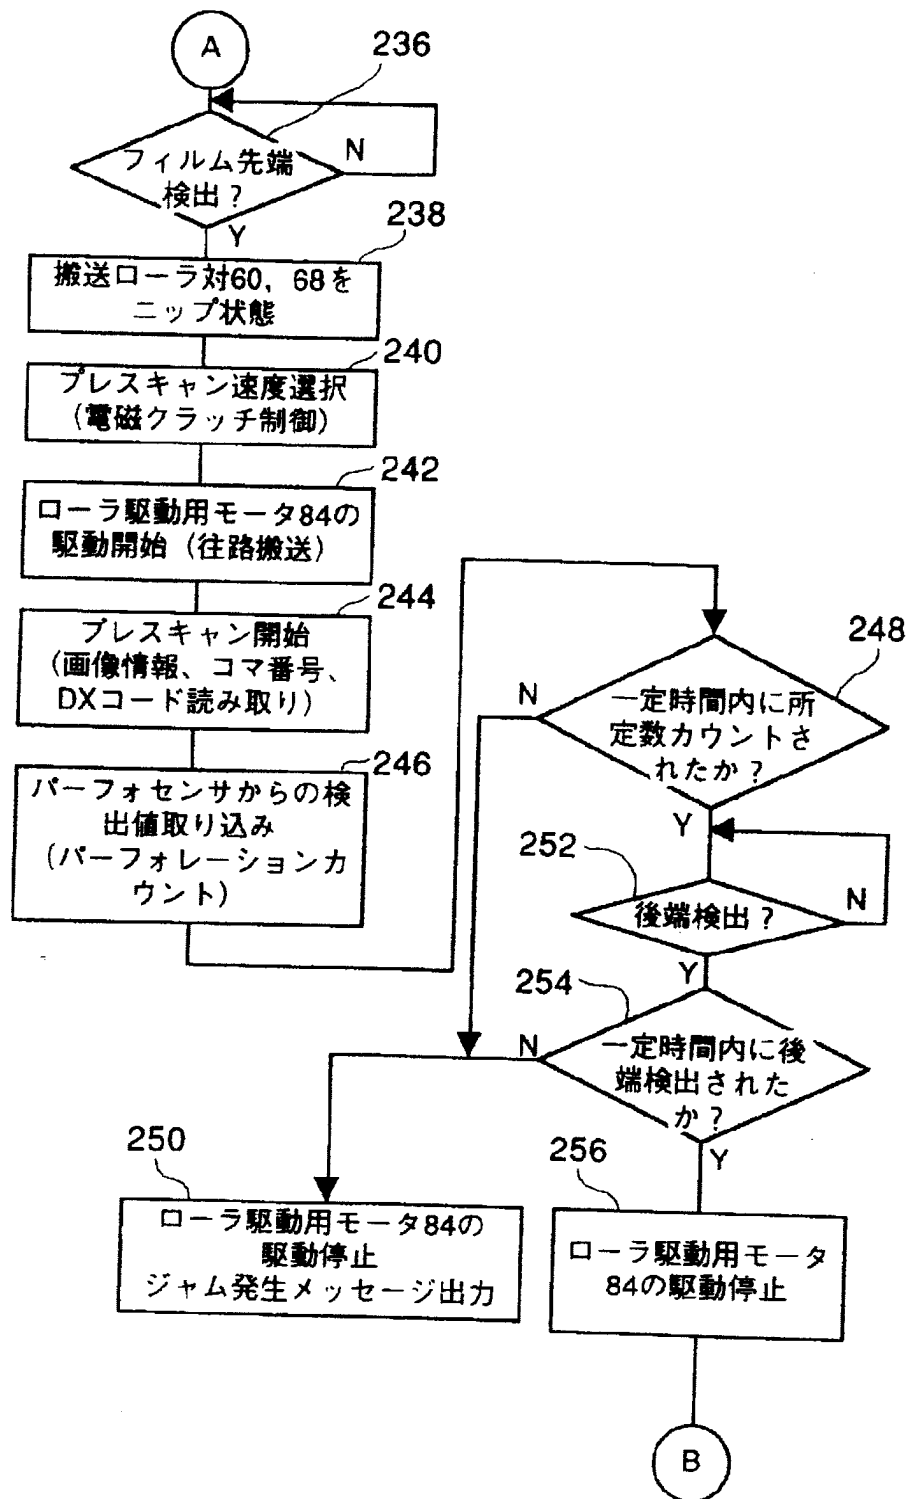 A
236
フィルム先端
検出？
N
Y
238
搬送ローラ対60，68を
ニップ状態
240
プレスキャン速度選択
（電磁クラッチ制御）
242
ローラ駆動用モータ84の
駆動開始（往路搬送）
244
プレスキャン開始
（画像情報、コマ番号、
DXコード読み取り）
246
パーフォセンサからの検
出値取り込み
（パーフォレーションカ
ウント）
248
N
一定時間内に所
定数カウントさ
れたか？
Y
252
後端検出？
N
Y
254
N
一定時間内に後
端検出された
か？
Y
250
ローラ駆動用モータ84の
駆動停止
ジャム発生メッセージ出力
256
ローラ駆動用モータ
84の駆動停止
B